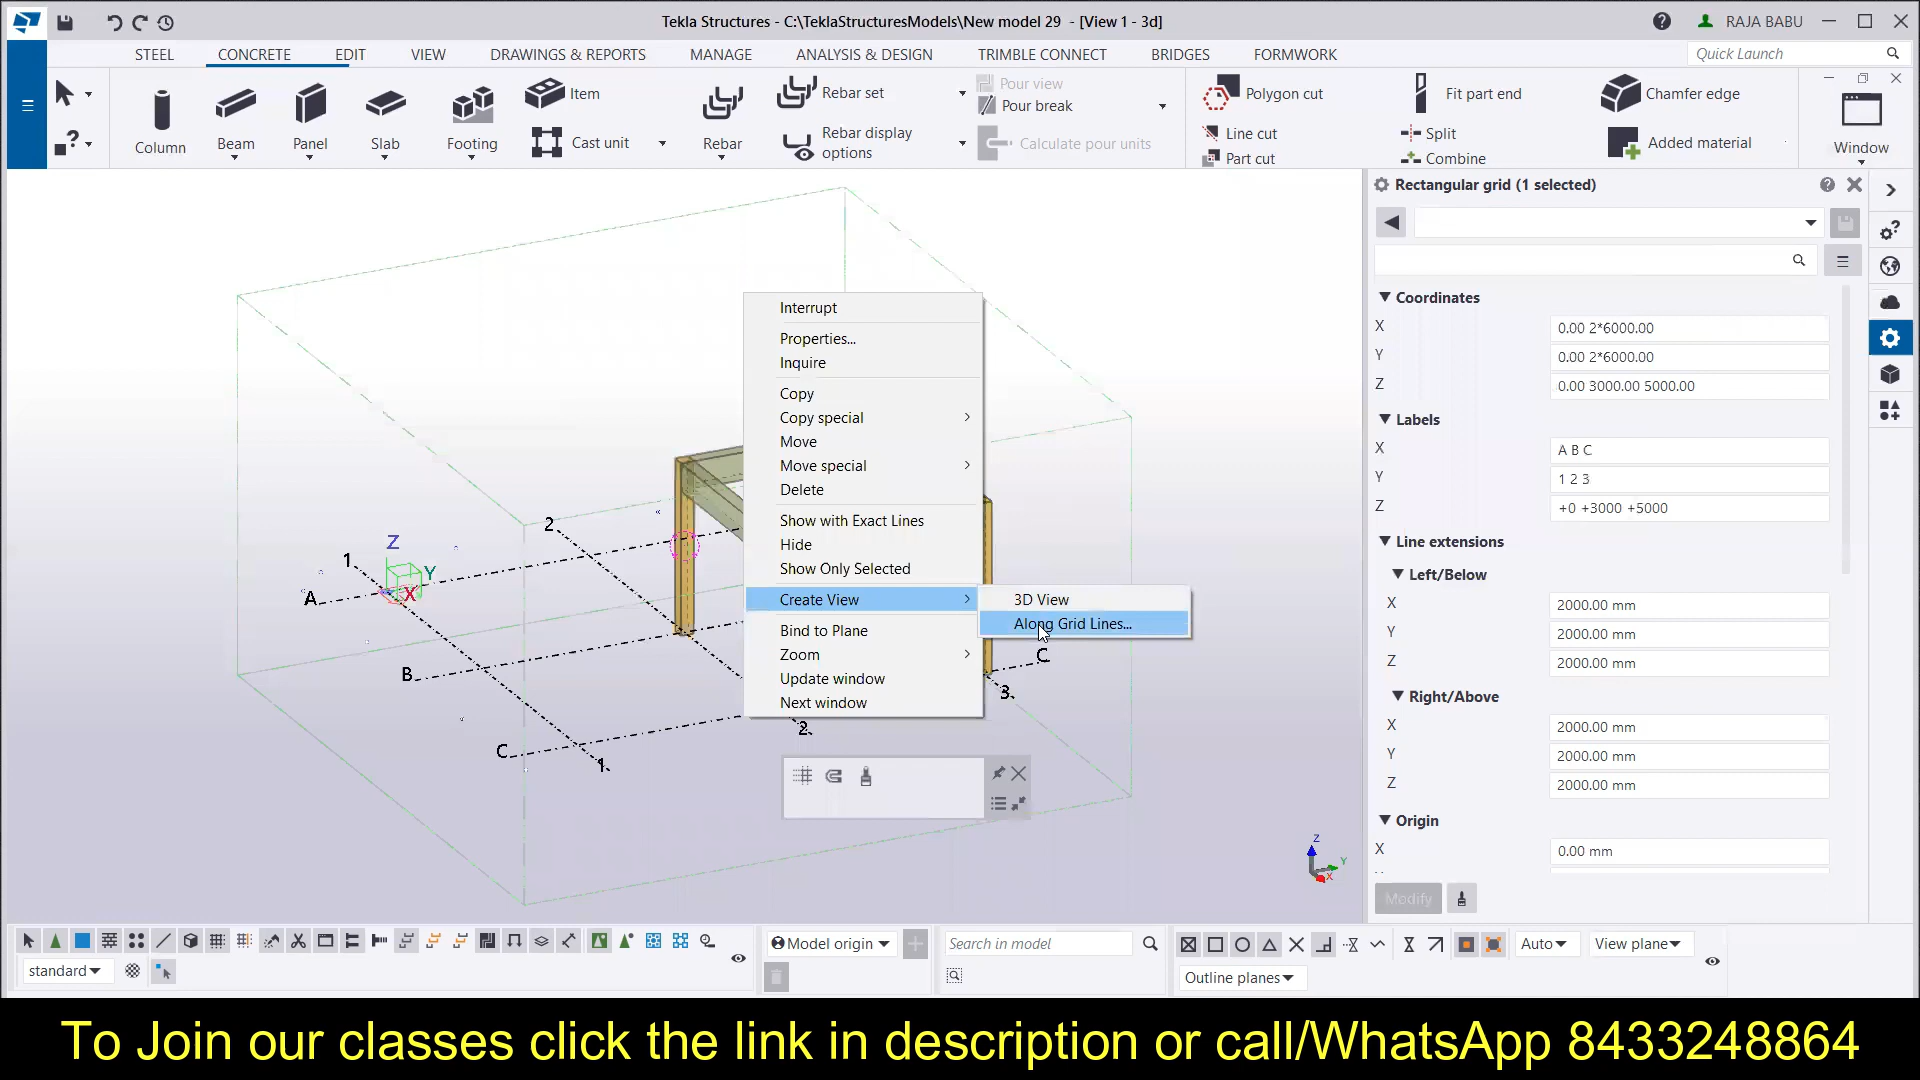 Tekla Structures - C:\TeklaStructuresModels\New model 29 - [View 1 - 3d]
RAJA BABU
STEEL CONCRETE EDIT VIEW DRAWINGS & REPORTS MANAGE ANALYSIS & DESIGN TRIMBLE CONNECT BRIDGES FORMWORK
Quick Launch
Column
Beam
Panel
Slab
Footing
Item
Cast unit
Rebar
Rebar set
Rebar display options
Pour view
Pour break
Calculate pour units
Polygon cut
Line cut
Part cut
Fit part end
Split
Combine
Chamfer edge
Added material
Window
Interrupt
Properties...
Inquire
Copy
Copy special
Move
Move special
Delete
Show with Exact Lines
Hide
Show Only Selected
Create View
Bind to Plane
Zoom
Update window
Next window
3D View
Along Grid Lines...
2
1
Z
Y
X
A
B
C
C
3
2
1
Z
Y
X
Rectangular grid (1 selected)
Coordinates
X 0.00 2*6000.00
Y 0.00 2*6000.00
Z 0.00 3000.00 5000.00
Labels
X A B C
Y 1 2 3
Z +0 +3000 +5000
Line extensions
Left/Below
X 2000.00 mm
Y 2000.00 mm
Z 2000.00 mm
Right/Above
X 2000.00 mm
Y 2000.00 mm
Z 2000.00 mm
Origin
X 0.00 mm
Modify
standard
Model origin
Search in model
Auto
View plane
Outline planes
To Join our classes click the link in description or call/WhatsApp 8433248864